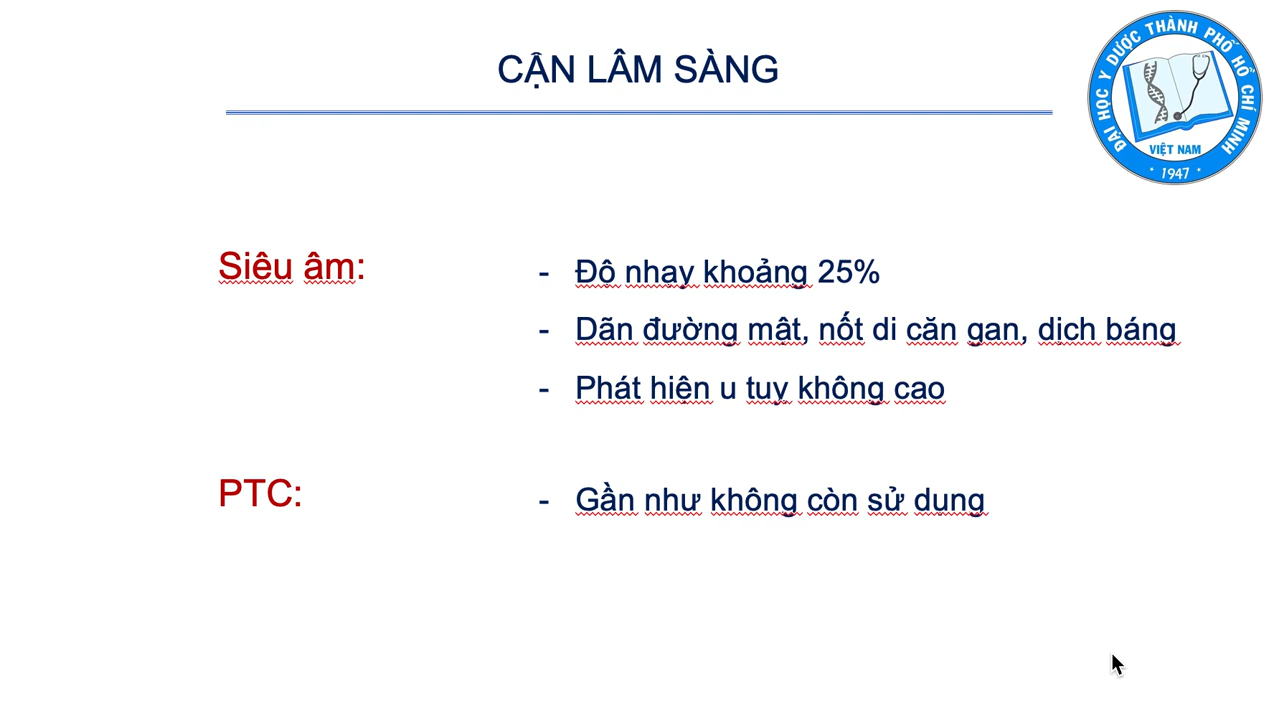 CẬN LÂM SÀNG
ĐẠI HỌC Y DƯỢC THÀNH PHỐ HỒ CHÍ MINH
VIỆT NAM
1947
Siêu âm:
- Độ nhạy khoảng 25%
- Dãn đường mật, nốt di căn gan, dịch báng
- Phát hiện u tuỵ không cao
PTC:
- Gần như không còn sử dụng